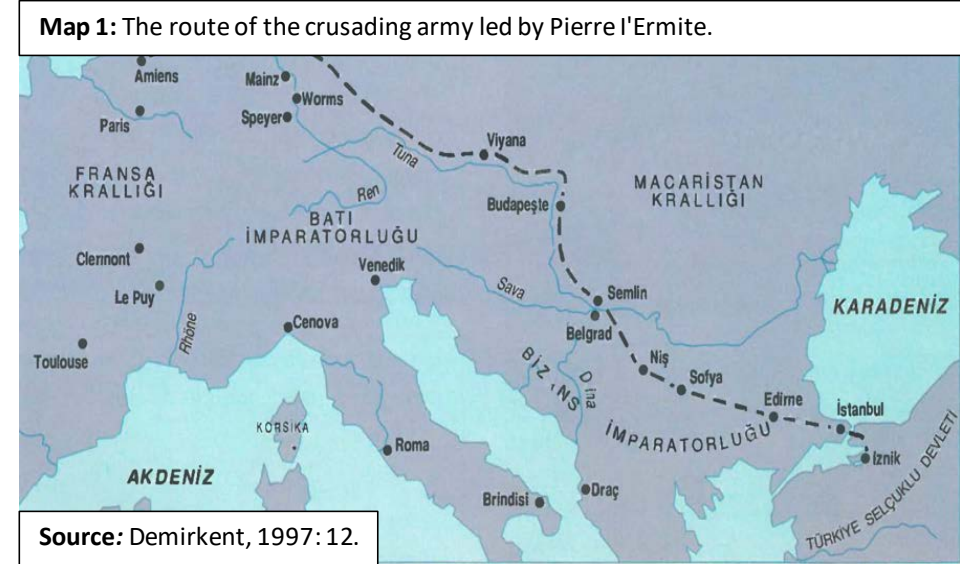 Map 1: The route of the crusading army led by Pierre I'Ermite.
Amiens
Mainz
Worms
Speyer
Paris
Viyana
Tuna
FRANSA
KRALLIĞI
Ren
MACARİSTAN
KRALLIĞI
Budapeşte
BATI
İMPARATORLUĞU
Clermont
Venedik
Le Puy
Sava
Semlin
KARADENİZ
Rhône
Cenova
Belgrad
Toulouse
Niş
BİZANS
Drina
Sofya
Edirne
İstanbul
KORSİKA
İMPARATORLUĞU
Roma
İznik
AKDENİZ
Brindisi
Draç
TÜRKİYE SELÇUKLU DEVLETİ
Source: Demirkent, 1997: 12.